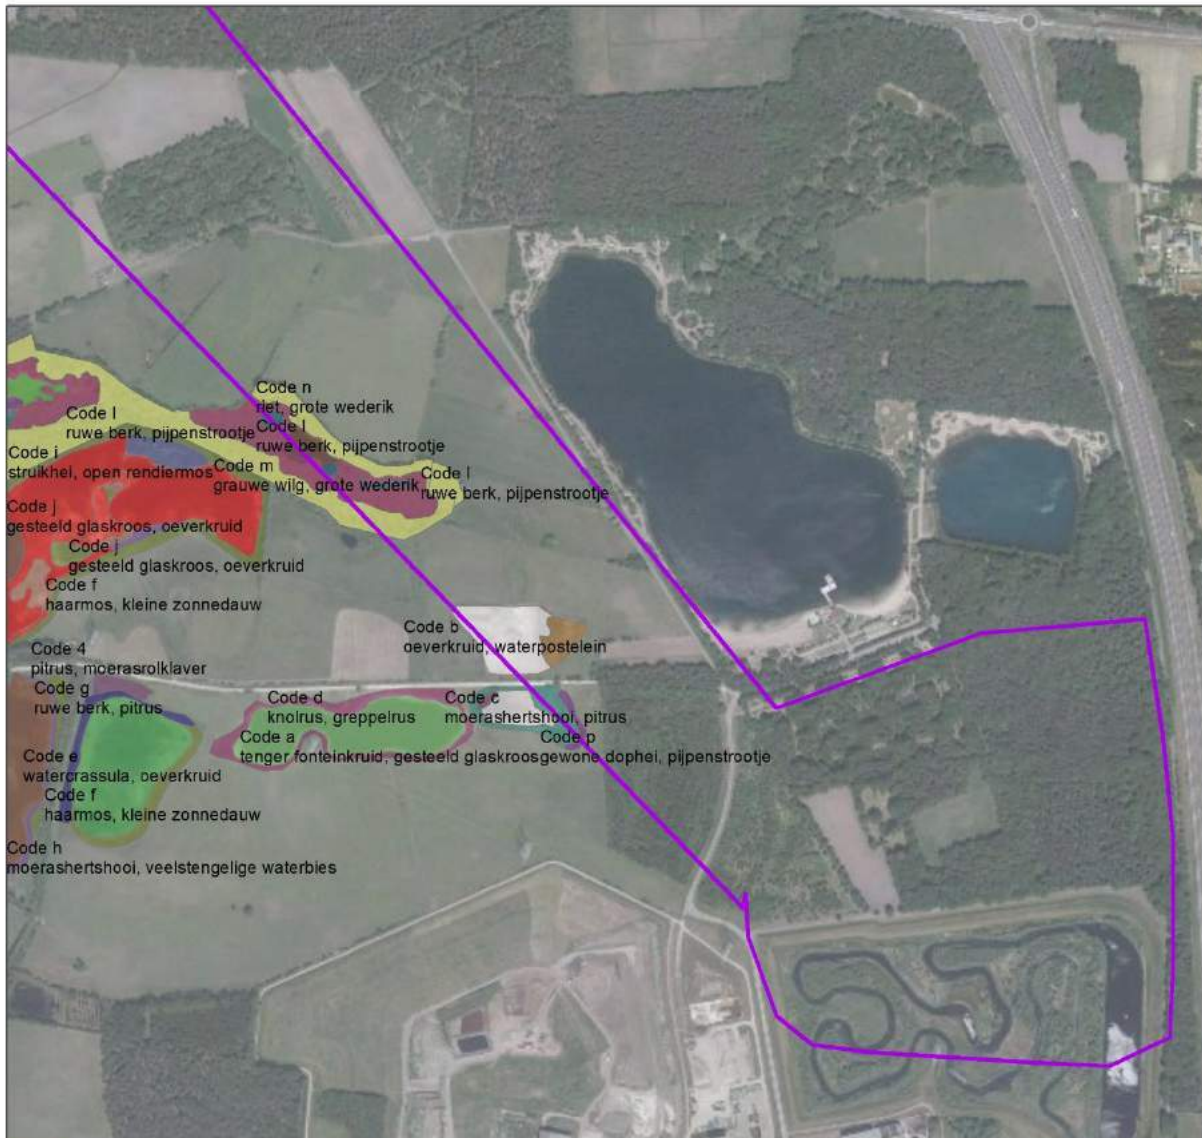 Code n
riet, grote wederik
Code l
ruwe berk, pijpenstrootje
Code l
ruwe berk, pijpenstrootje
Code i
struikhei, open rendiermos
Code m
grauwe wilg, grote wederik
Code l
ruwe berk, pijpenstrootje
Code j
gesteeld glaskroos, oeverkruid
Code j
gesteeld glaskroos, oeverkruid
Code f
haarmos, kleine zonnedauw
Code b
oeverkruid, waterpostelein
Code 4
pitrus, moerasrolklaver
Code g
ruwe berk, pitrus
Code d
knolrus, greppelrus
Code c
moerashertshooi, pitrus
Code a
tenger fonteinkruid, gesteeld glaskroos
Code p
gewone dophei, pijpenstrootje
Code e
watercrassula, oeverkruid
Code f
haarmos, kleine zonnedauw
Code h
moerashertshooi, veelstengelige waterbies